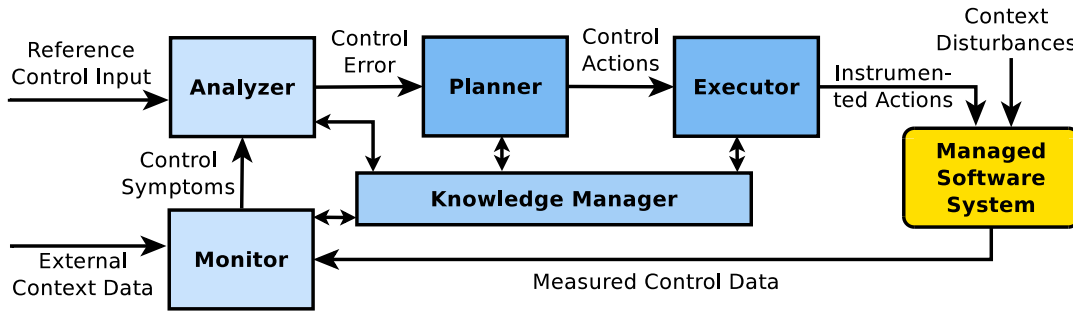 Reference
Control Input
Analyzer
Control
Error
Planner
Control
Actions
Executor
Instrumen-
ted Actions
Context
Disturbances
Managed
Software
System
Control
Symptoms
Knowledge Manager
Monitor
External
Context Data
Measured Control Data